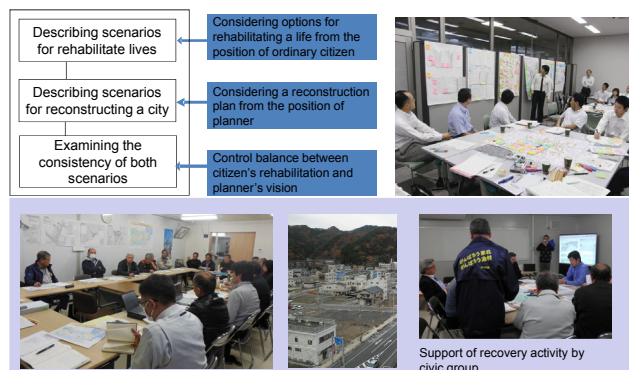 Describing scenarios
for rehabilitate lives
Considering options for
rehabilitating a life from the
position of ordinary citizen
Describing scenarios
for reconstructing a city
Considering a reconstruction
plan from the position of
planner
Examining the
consistency of both
scenarios
Control balance between
citizen's rehabilitation and
planner's vision
Support of recovery activity by
civic group